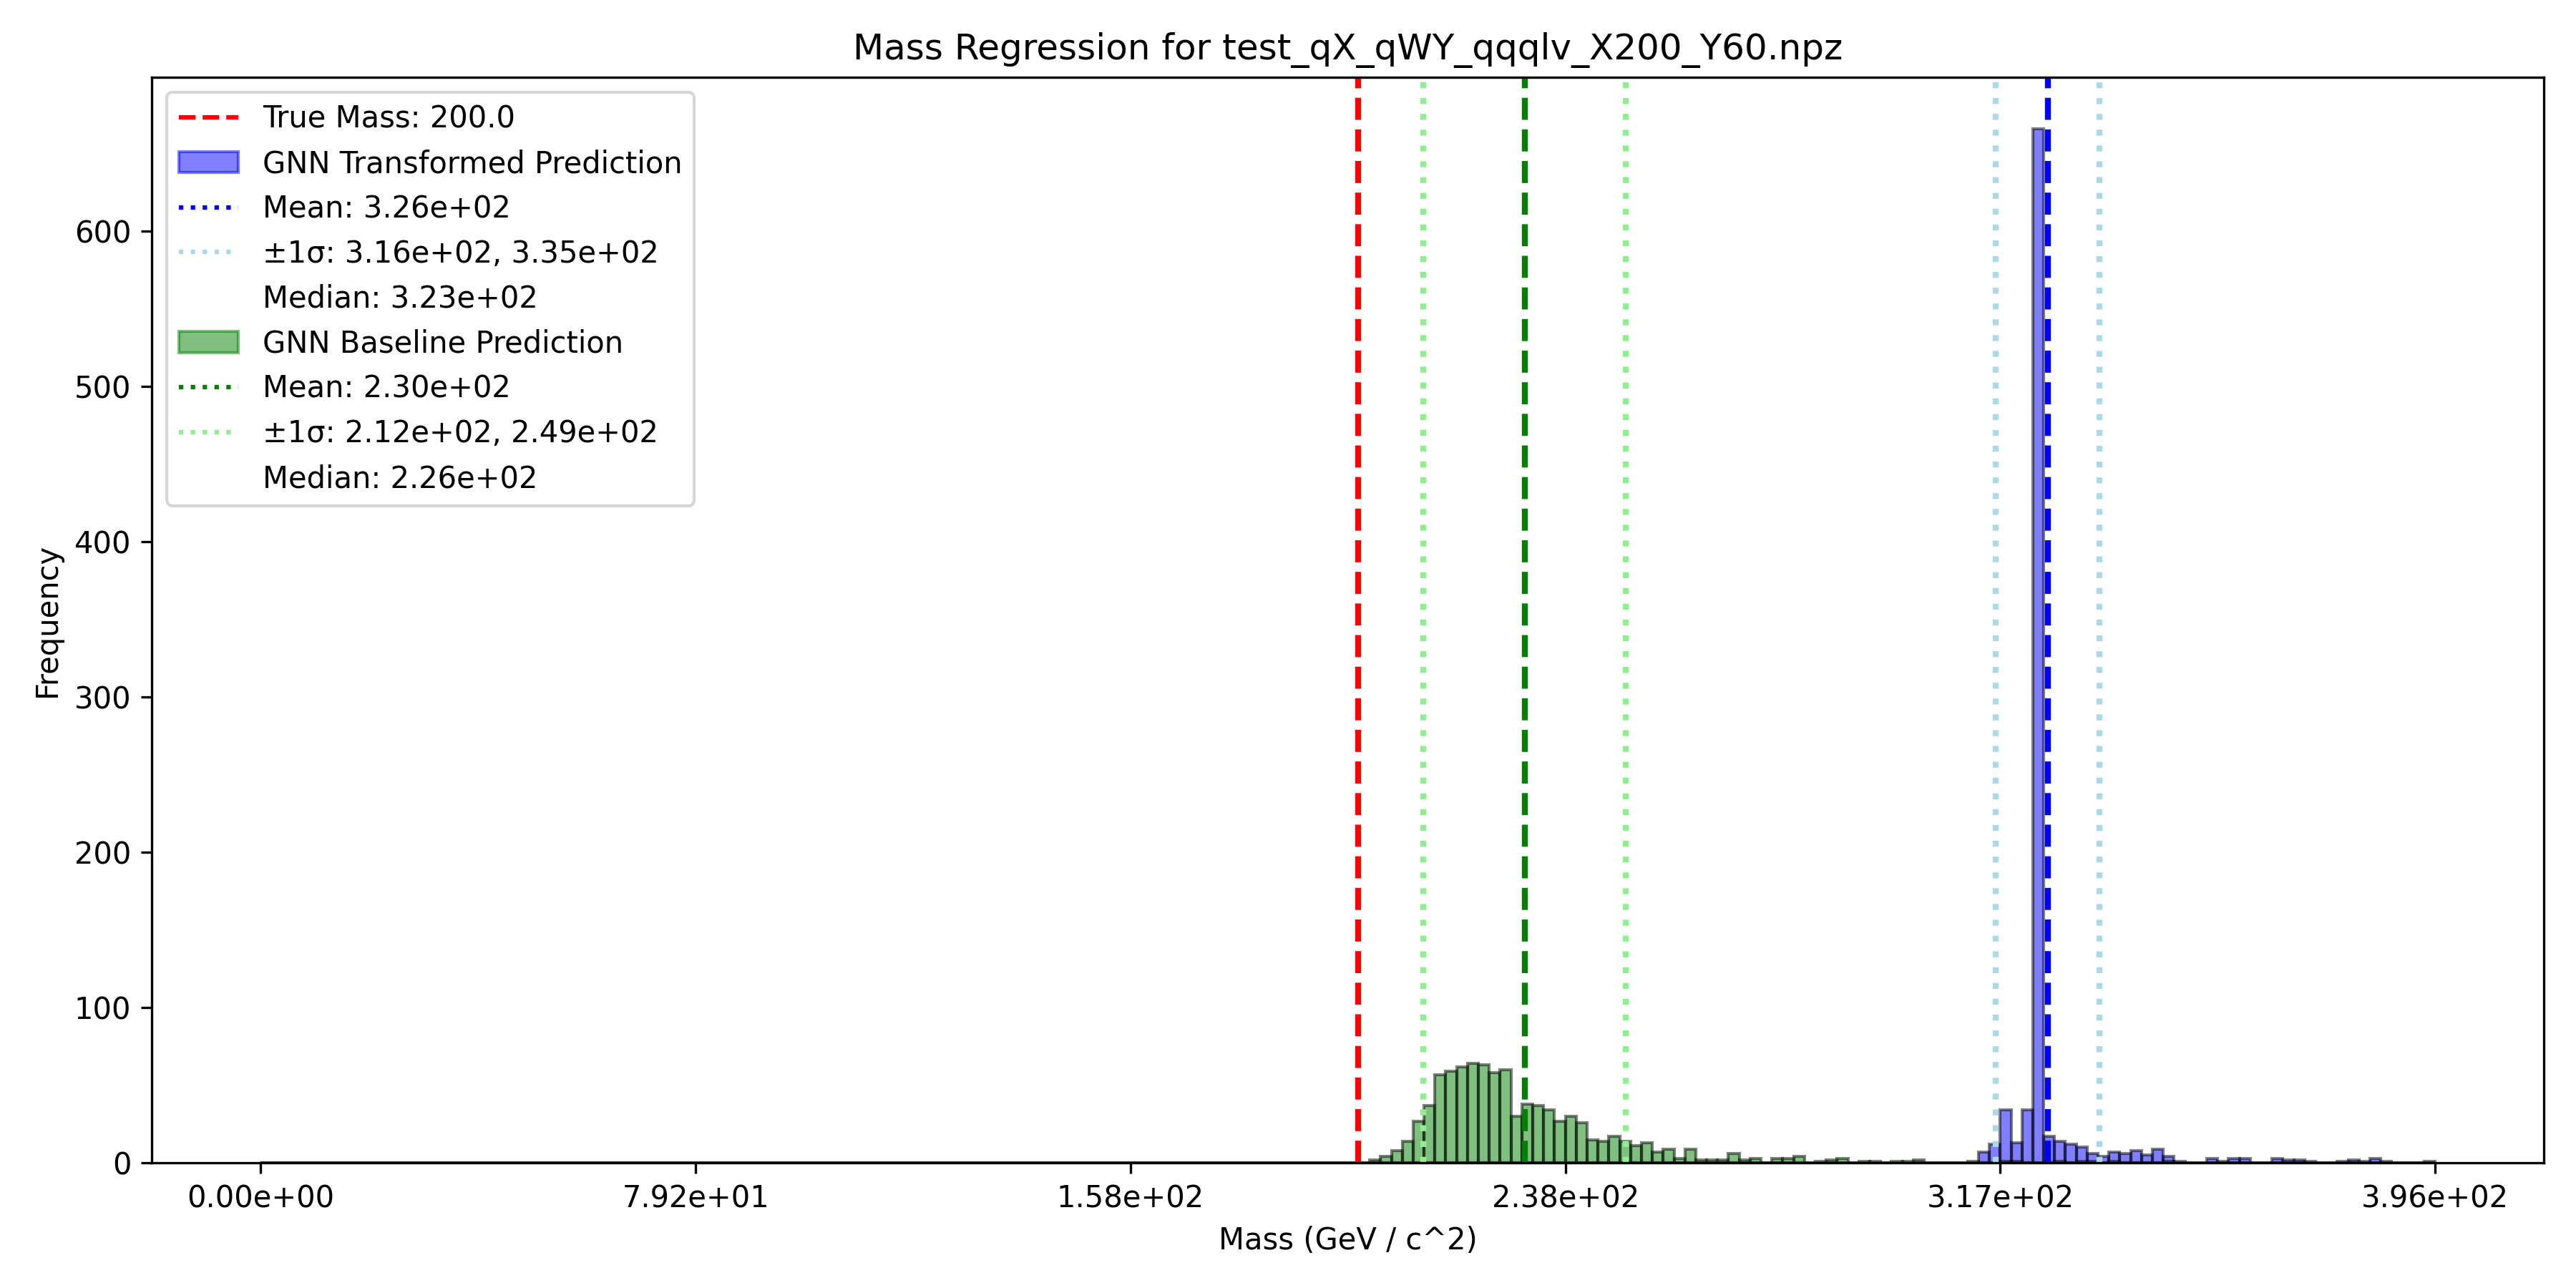 Mass Regression for test_qX_qWY_qqqlv_X200_Y60.npz
True Mass: 200.0
GNN Transformed Prediction
Mean: 3.26e+02
±1σ: 3.16e+02, 3.35e+02
Median: 3.23e+02
GNN Baseline Prediction
Mean: 2.30e+02
±1σ: 2.12e+02, 2.49e+02
Median: 2.26e+02
Frequency
600
500
400
300
200
100
0
0.00e+00 7.92e+01 1.58e+02 2.38e+02 3.17e+02 3.96e+02
Mass (GeV / c^2)